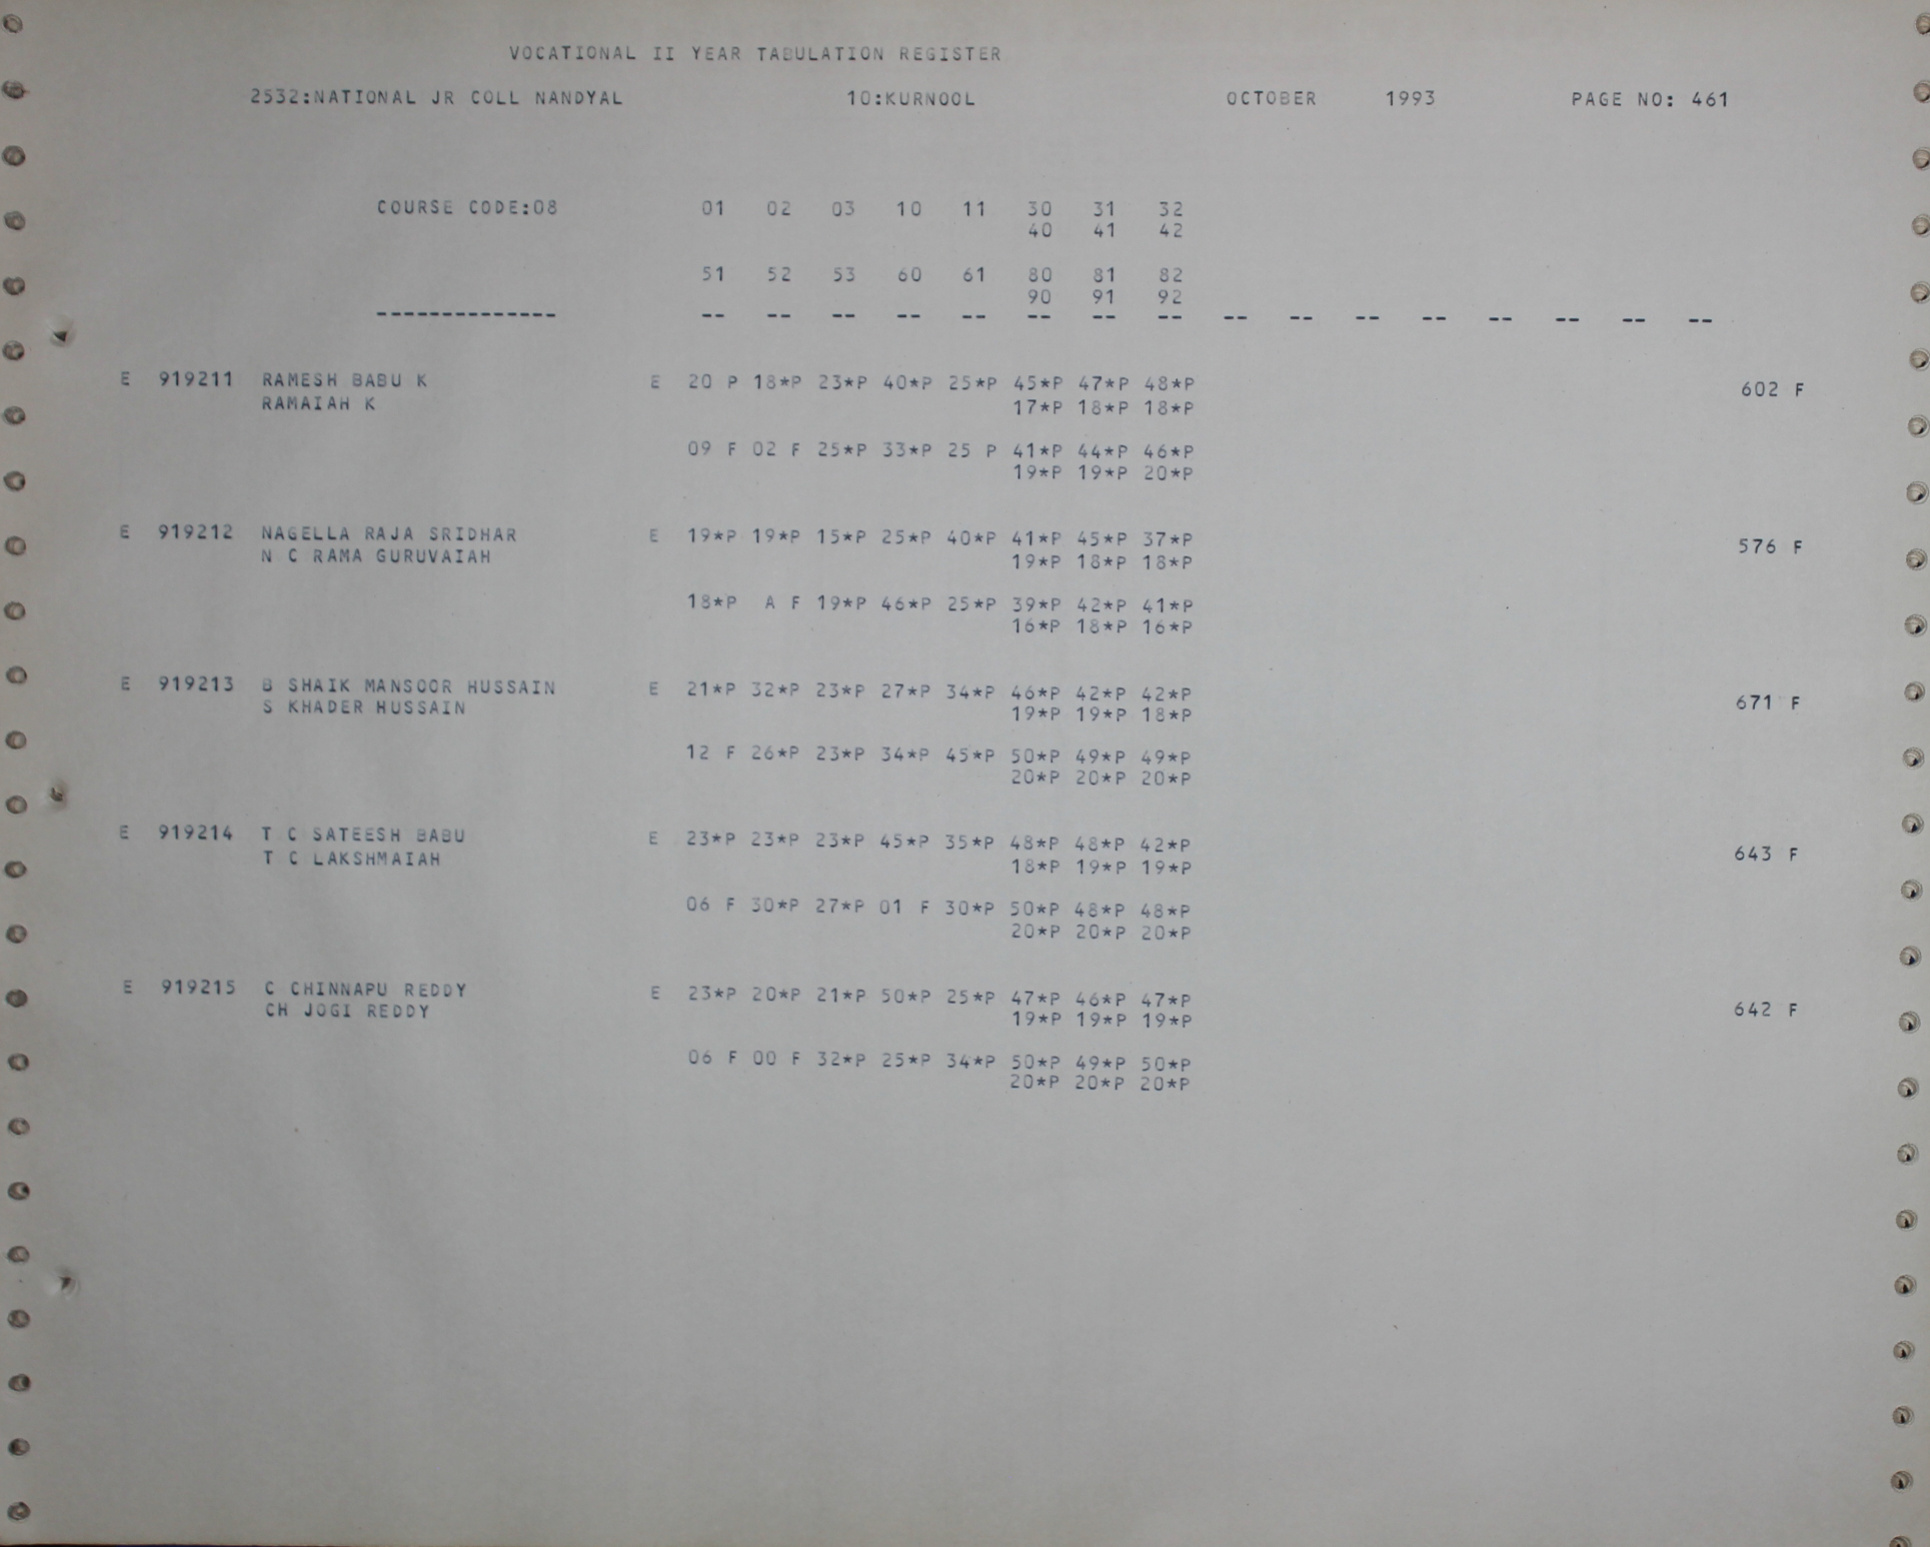 VOCATIONAL II YEAR TABULATION REGISTER
2532:NATIONAL JR COLL NANDYAL 10:KURNOOL OCTOBER 1993 PAGE NO: 461
COURSE CODE:08 01 02 03 10 11 30 31 32
40 41 42
51 52 53 60 61 80 81 82
90 91 92
-------------- -- -- -- -- -- -- -- -- -- -- -- -- -- -- -- --
E 919211 RAMESH BABU K E 20 P 18*P 23*P 40*P 25*P 45*P 47*P 48*P 602 F
RAMAIAH K 17*P 18*P 18*P
09 F 02 F 25*P 33*P 25 P 41*P 44*P 46*P
19*P 19*P 20*P
E 919212 NAGELLA RAJA SRIDHAR E 19*P 19*P 15*P 25*P 40*P 41*P 45*P 37*P 576 F
N C RAMA GURUVAIAH 19*P 18*P 18*P
18*P A F 19*P 46*P 25*P 39*P 42*P 41*P
16*P 18*P 16*P
E 919213 B SHAIK MANSOOR HUSSAIN E 21*P 32*P 23*P 27*P 34*P 46*P 42*P 42*P 671 F
S KHADER HUSSAIN 19*P 19*P 18*P
12 F 26*P 23*P 34*P 45*P 50*P 49*P 49*P
20*P 20*P 20*P
E 919214 T C SATEESH BABU E 23*P 23*P 23*P 45*P 35*P 48*P 48*P 42*P 643 F
T C LAKSHMAIAH 18*P 19*P 19*P
06 F 30*P 27*P 01 F 30*P 50*P 48*P 48*P
20*P 20*P 20*P
E 919215 C CHINNAPU REDDY E 23*P 20*P 21*P 50*P 25*P 47*P 46*P 47*P 642 F
CH JOGI REDDY 19*P 19*P 19*P
06 F 00 F 32*P 25*P 34*P 50*P 49*P 50*P
20*P 20*P 20*P